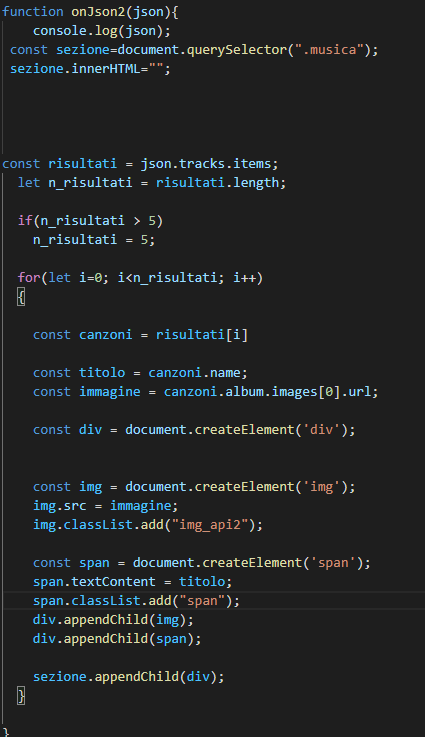 function onJson2(json){
console.log(json);
const sezione=document.querySelector(".musica");
sezione.innerHTML="";
const risultati = json.tracks.items;
let n_risultati = risultati.length;
if(n_risultati > 5)
n_risultati = 5;
for(let i=0; i<n_risultati; i++)
{
const canzoni = risultati[i]
const titolo = canzoni.name;
const immagine = canzoni.album.images[0].url;
const div = document.createElement('div');
const img = document.createElement('img');
img.src = immagine;
img.classList.add("img_api2");
const span = document.createElement('span');
span.textContent = titolo;
span.classList.add("span");
div.appendChild(img);
div.appendChild(span);
sezione.appendChild(div);
}
}